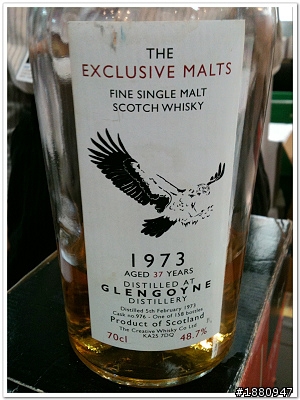 THE
EXCLUSIVE MALTS
FINE SINGLE MALT
SCOTCH WHISKY
1973
AGED 37 YEARS
DISTILLED AT
GLENGOYNE
DISTILLERY
Distilled 5th February 1973
Cask no.976 - One of 158 bottles
Product of Scotland
The Creative Whisky Co Ltd
70cl KA25 7DQ 48.7%
#1880947